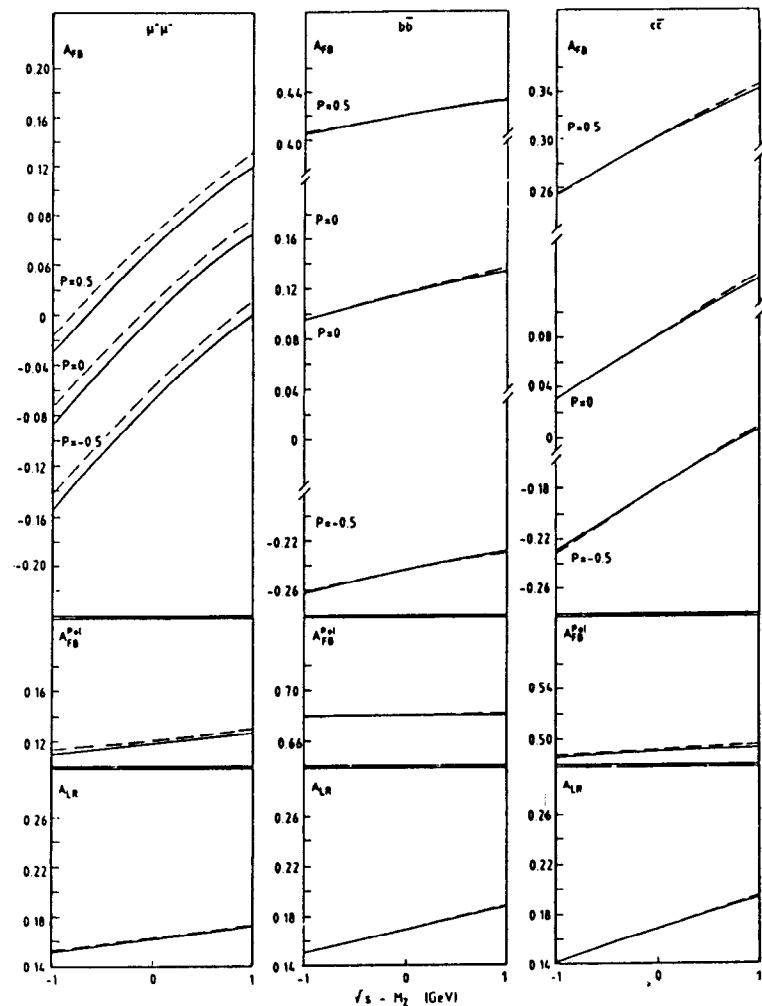 μ⁻μ⁻
A_FB
0.20
0.16
0.12
0.08
0.04
P=0.5
0
-0.04
P=0
-0.08
P=-0.5
-0.12
-0.16
-0.20
A_FB^Pol
0.16
0.12
A_LR
0.26
0.22
0.18
0.14
-1
0
1
bb̄
A_FB
0.44
P=0.5
0.40
P=0
0.16
0.12
P=0
0.08
0.04
0
P=-0.5
-0.22
-0.26
A_FB^Pol
0.70
0.66
A_LR
0.26
0.22
0.18
0.14
-1
0
1
√s - M_Z (GeV)
cc̄
A_FB
0.34
P=0.5
0.30
0.26
0.08
0.04
P=0
0
-0.18
-0.22
P=-0.5
-0.26
A_FB^Pol
0.54
0.50
A_LR
0.26
0.22
0.18
0.14
-1
0
1